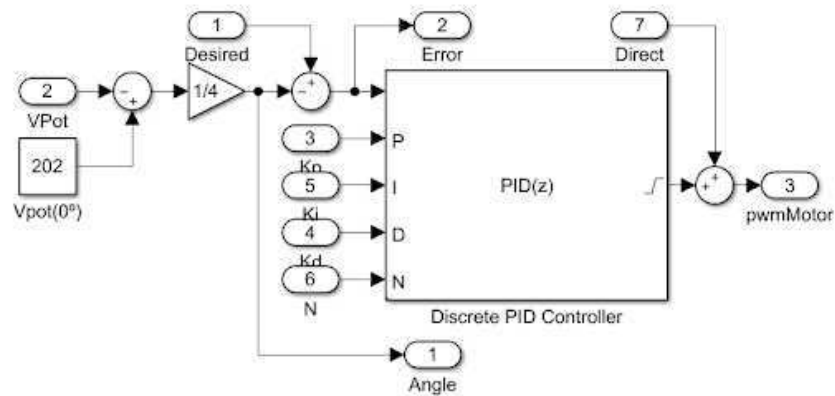 1
Desired
2
Error
7
Direct
2
VPot
−
+
1/4
−
+
202
Vpot(0º)
3
Kp
P
5
Ki
I
4
Kd
D
6
N
N
PID(z)
+
+
3
pwmMotor
Discrete PID Controller
1
Angle